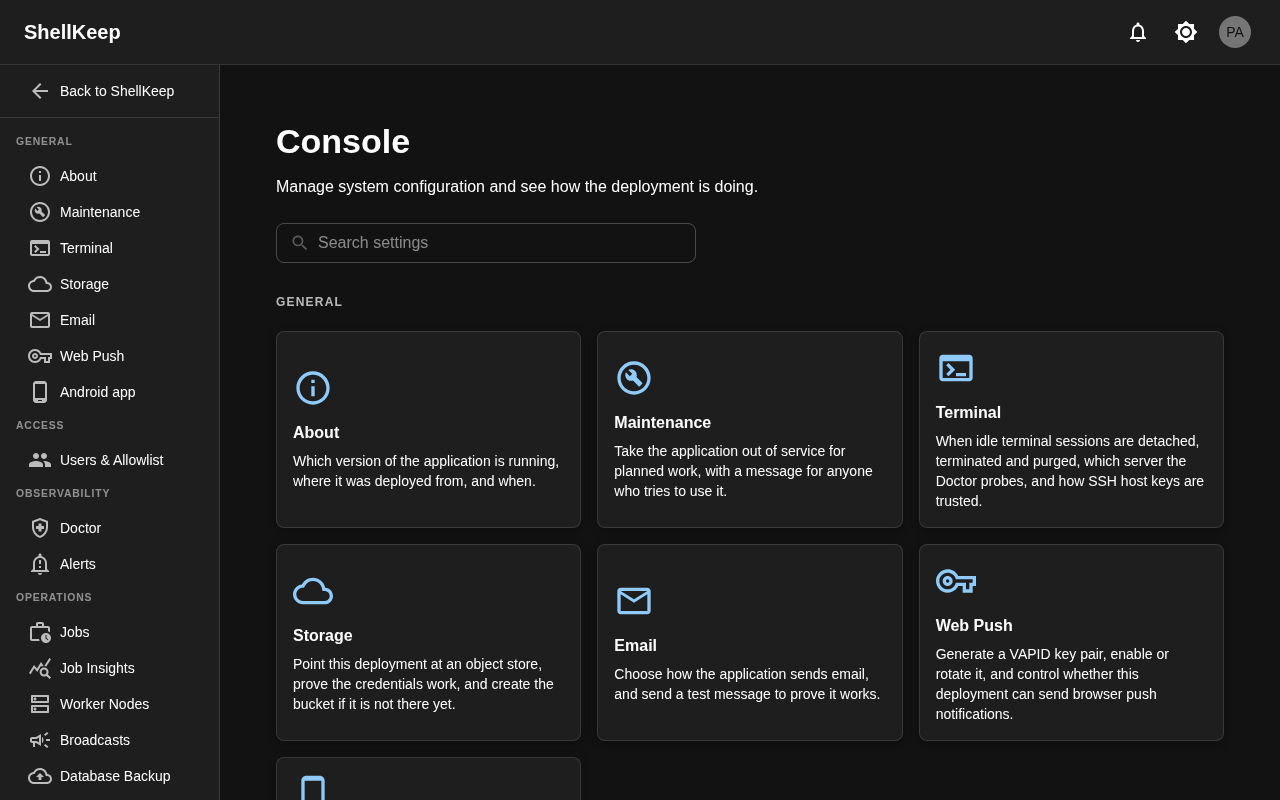 ShellKeep
PA
Back to ShellKeep
GENERAL
About
Maintenance
Terminal
Storage
Email
Web Push
Android app
ACCESS
Users & Allowlist
OBSERVABILITY
Doctor
Alerts
OPERATIONS
Jobs
Job Insights
Worker Nodes
Broadcasts
Database Backup
Console
Manage system configuration and see how the deployment is doing.
Search settings
GENERAL
About
Which version of the application is running,
where it was deployed from, and when.
Maintenance
Take the application out of service for
planned work, with a message for anyone
who tries to use it.
Terminal
When idle terminal sessions are detached,
terminated and purged, which server the
Doctor probes, and how SSH host keys are
trusted.
Storage
Point this deployment at an object store,
prove the credentials work, and create the
bucket if it is not there yet.
Email
Choose how the application sends email,
and send a test message to prove it works.
Web Push
Generate a VAPID key pair, enable or
rotate it, and control whether this
deployment can send browser push
notifications.